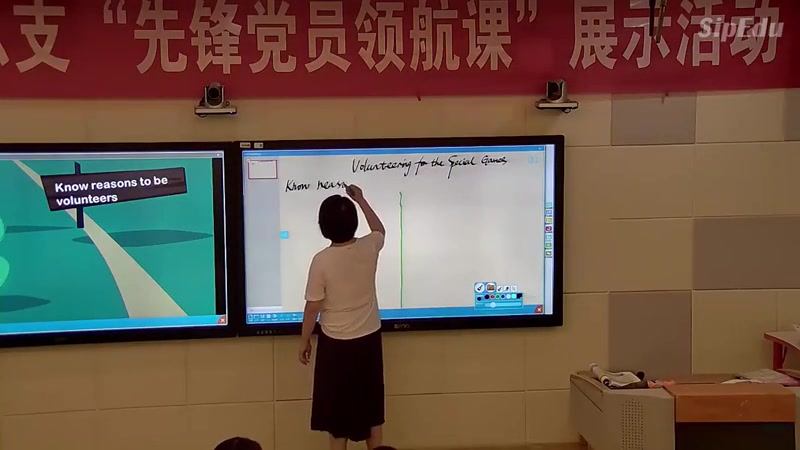 支“先锋党员领航课”展示活动
SipEdu
Know reasons to be
volunteers
Volunteering for the Special Games
Know reaso